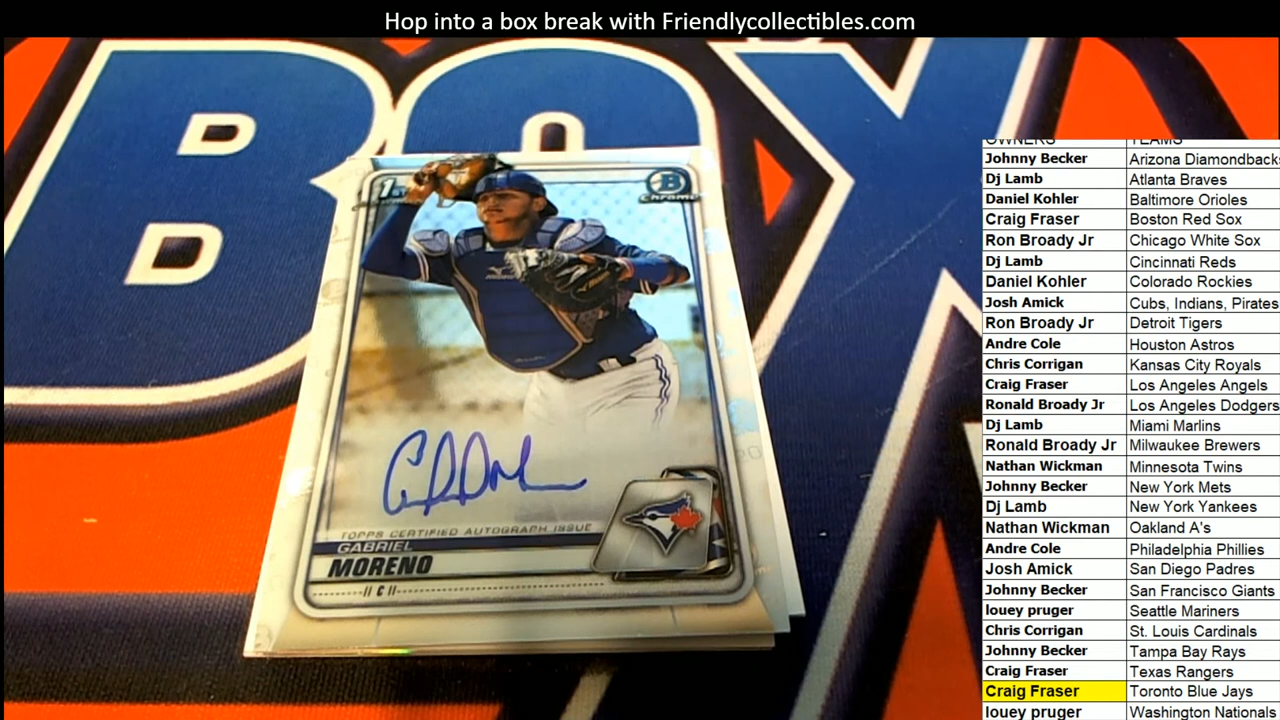 Hop into a box break with Friendlycollectibles.com
BOX
1st
B
Chrome
TOPPS CERTIFIED AUTOGRAPH ISSUE
GABRIEL
MORENO
C
OWNERS TEAMS
Johnny Becker Arizona Diamondbacks
Dj Lamb Atlanta Braves
Daniel Kohler Baltimore Orioles
Craig Fraser Boston Red Sox
Ron Broady Jr Chicago White Sox
Dj Lamb Cincinnati Reds
Daniel Kohler Colorado Rockies
Josh Amick Cubs, Indians, Pirates
Ron Broady Jr Detroit Tigers
Andre Cole Houston Astros
Chris Corrigan Kansas City Royals
Craig Fraser Los Angeles Angels
Ronald Broady Jr Los Angeles Dodgers
Dj Lamb Miami Marlins
Ronald Broady Jr Milwaukee Brewers
Nathan Wickman Minnesota Twins
Johnny Becker New York Mets
Dj Lamb New York Yankees
Nathan Wickman Oakland A's
Andre Cole Philadelphia Phillies
Josh Amick San Diego Padres
Johnny Becker San Francisco Giants
louey pruger Seattle Mariners
Chris Corrigan St. Louis Cardinals
Johnny Becker Tampa Bay Rays
Craig Fraser Texas Rangers
Craig Fraser Toronto Blue Jays
louey pruger Washington Nationals